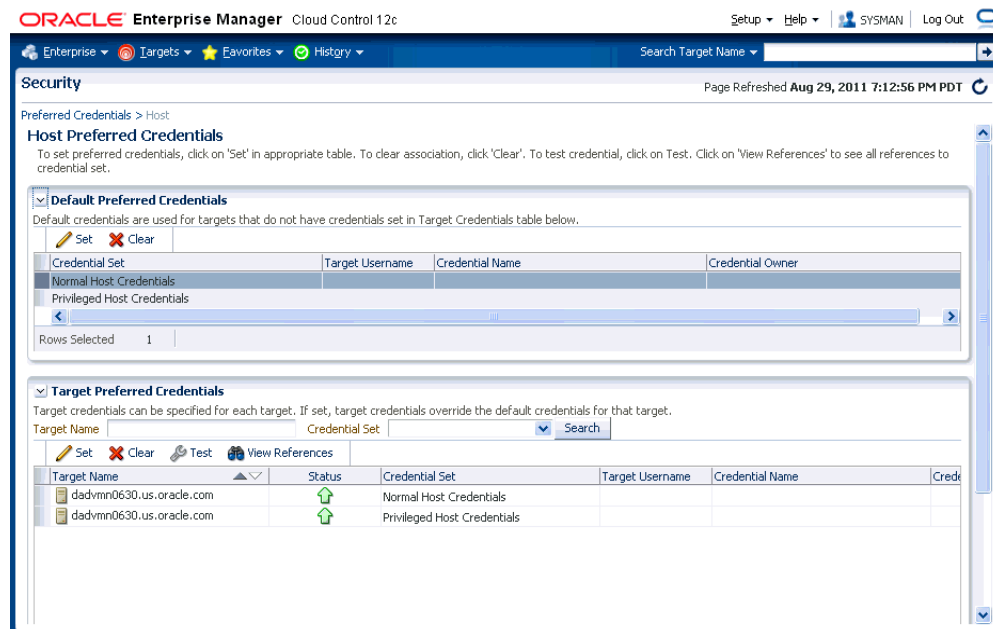 ORACLE Enterprise Manager Cloud Control 12c
Setup Help SYSMAN Log Out
Enterprise Targets Favorites History Search Target Name
Security
Page Refreshed Aug 29, 2011 7:12:56 PM PDT
Preferred Credentials > Host
Host Preferred Credentials
To set preferred credentials, click on 'Set' in appropriate table. To clear association, click 'Clear'. To test credential, click on Test. Click on 'View References' to see all references to
credential set.
Default Preferred Credentials
Default credentials are used for targets that do not have credentials set in Target Credentials table below.
Set Clear
Credential Set Target Username Credential Name Credential Owner
Normal Host Credentials
Privileged Host Credentials
Rows Selected 1
Target Preferred Credentials
Target credentials can be specified for each target. If set, target credentials override the default credentials for that target.
Target Name Credential Set Search
Set Clear Test View References
Target Name Status Credential Set Target Username Credential Name Crede
dadvmn0630.us.oracle.com Normal Host Credentials
dadvmn0630.us.oracle.com Privileged Host Credentials